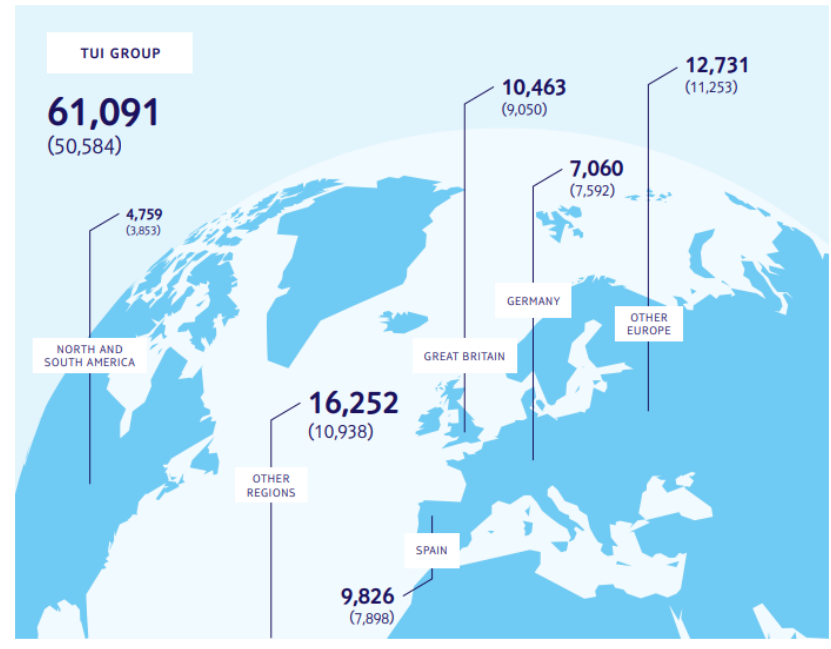 TUI GROUP
61,091
(50,584)
12,731
(11,253)
10,463
(9,050)
7,060
(7,592)
4,759
(3,853)
GERMANY
OTHER
EUROPE
NORTH AND
SOUTH AMERICA
GREAT BRITAIN
16,252
(10,938)
OTHER
REGIONS
SPAIN
9,826
(7,898)